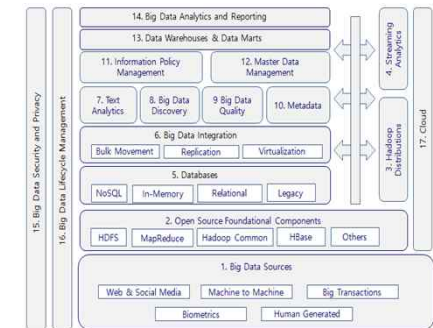 14. Big Data Analytics and Reporting
13. Data Warehouses & Data Marts
11. Information Policy
Management
12. Master Data
Management
7. Text
Analytics
8. Big Data
Discovery
9 Big Data
Quality
10. Metadata
6. Big Data Integration
Bulk Movement
Replication
Virtualization
5. Databases
NoSQL
In-Memory
Relational
Legacy
2. Open Source Foundational Components
HDFS
MapReduce
Hadoop Common
HBase
Others
1. Big Data Sources
Web & Social Media
Machine to Machine
Big Transactions
Biometrics
Human Generated
15. Big Data Security and Privacy
16. Big Data Lifecycle Management
4. Streaming
Analytics
3. Hadoop
Distributions
17. Cloud